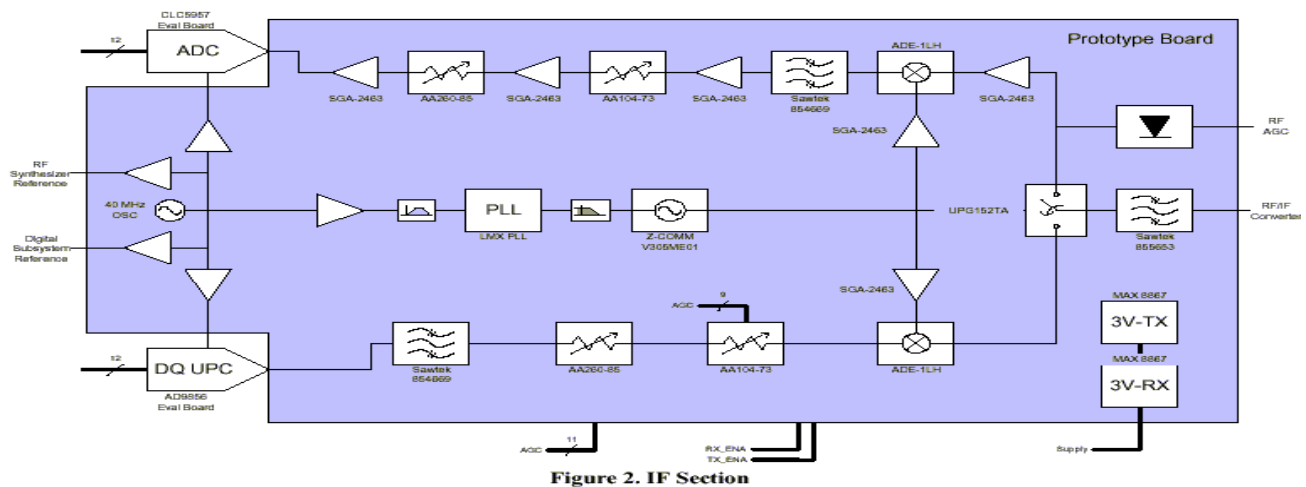 CLC5957
Eval Board
12
ADC
Prototype Board
ADE-1LH
SGA-2463
AA260-85
SGA-2463
AA104-73
SGA-2463
Sawtek
854669
SGA-2463
SGA-2463
RF
AGC
RF
Synthesizer
Reference
40 MHz
OSC
PLL
LMX PLL
Z-COMM
V305ME01
UPG152TA
Sawtek
855653
RF/IF
Converter
Digital
Subsystem
Reference
SGA-2463
AGC
9
MAX 8867
3V-TX
12
DQ UPC
AD9856
Eval Board
Sawtek
854669
AA260-85
AA104-73
ADE-1LH
MAX 8867
3V-RX
AGC
11
RX_ENA
TX_ENA
Supply
Figure 2. IF Section